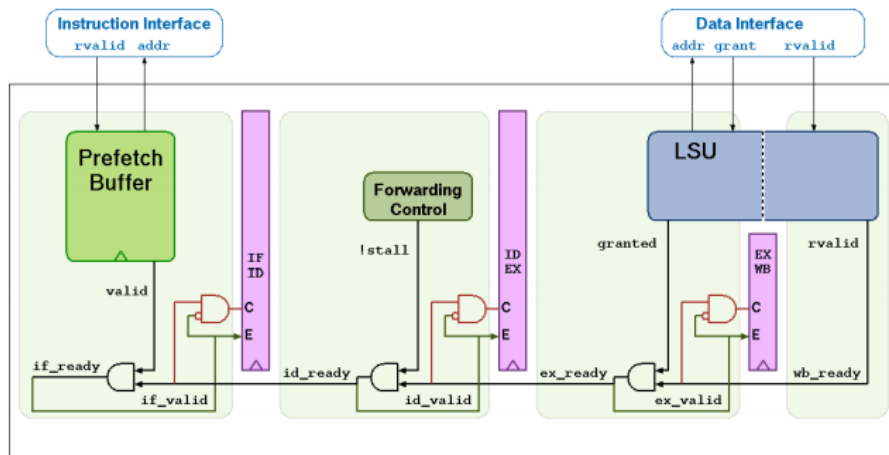 Instruction Interface
rvalid addr
Data Interface
addr grant rvalid
Prefetch
Buffer
LSU
Forwarding
Control
IF
ID
ID
EX
EX
WB
valid
!stall
granted
rvalid
C
E
C
E
C
E
if_ready
if_valid
id_ready
id_valid
ex_ready
ex_valid
wb_ready